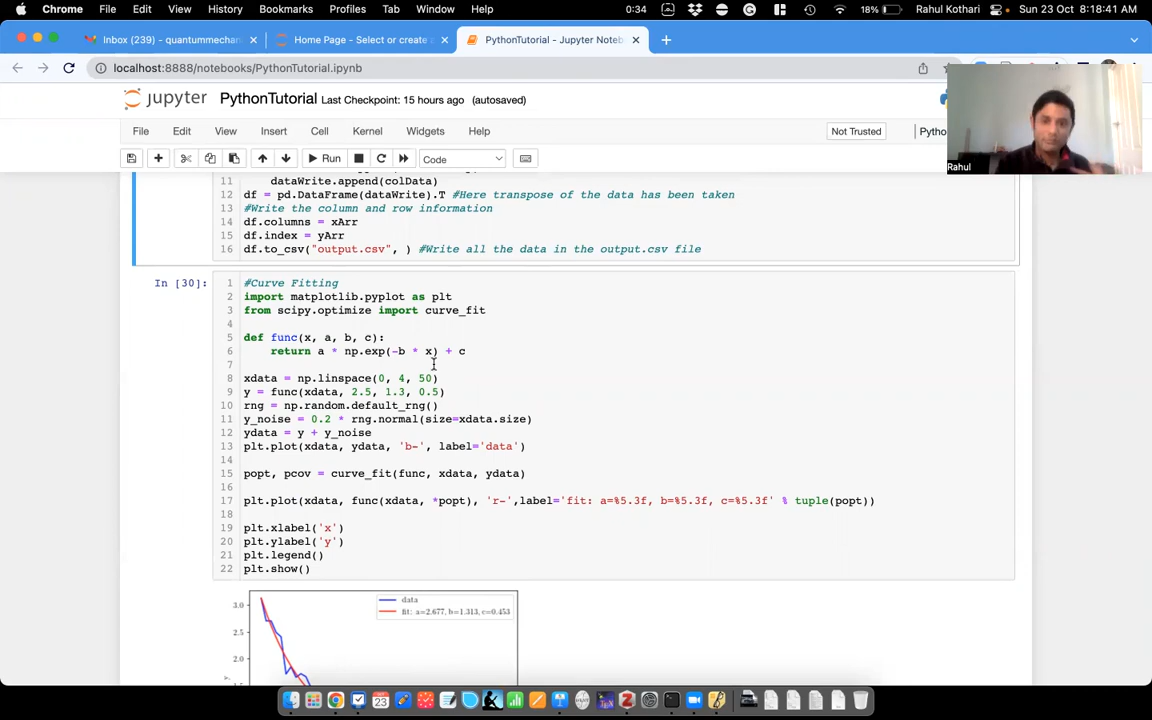 Chrome File Edit View History Bookmarks Profiles Tab Window Help 0:34 18% Rahul Kothari Sun 23 Oct 8:18:41 AM
Inbox (239) - quantummechan Home Page - Select or create a PythonTutorial - Jupyter Noteb
localhost:8888/notebooks/PythonTutorial.ipynb
jupyter PythonTutorial Last Checkpoint: 15 hours ago (autosaved)
File Edit View Insert Cell Kernel Widgets Help Not Trusted Pytho
Run Code
Rahul
11 dataWrite.append(colData)
12 df = pd.DataFrame(dataWrite).T #Here transpose of the data has been taken
13 #Write the column and row information
14 df.columns = xArr
15 df.index = yArr
16 df.to_csv("output.csv", ) #Write all the data in the output.csv file
In [30]:
1 #Curve Fitting
2 import matplotlib.pyplot as plt
3 from scipy.optimize import curve_fit
4
5 def func(x, a, b, c):
6 return a * np.exp(-b * x) + c
7
8 xdata = np.linspace(0, 4, 50)
9 y = func(xdata, 2.5, 1.3, 0.5)
10 rng = np.random.default_rng()
11 y_noise = 0.2 * rng.normal(size=xdata.size)
12 ydata = y + y_noise
13 plt.plot(xdata, ydata, 'b-', label='data')
14
15 popt, pcov = curve_fit(func, xdata, ydata)
16
17 plt.plot(xdata, func(xdata, *popt), 'r-',label='fit: a=%5.3f, b=%5.3f, c=%5.3f' % tuple(popt))
18
19 plt.xlabel('x')
20 plt.ylabel('y')
21 plt.legend()
22 plt.show()
data
fit: a=2.677, b=1.313, c=0.453
3.0
2.5
2.0